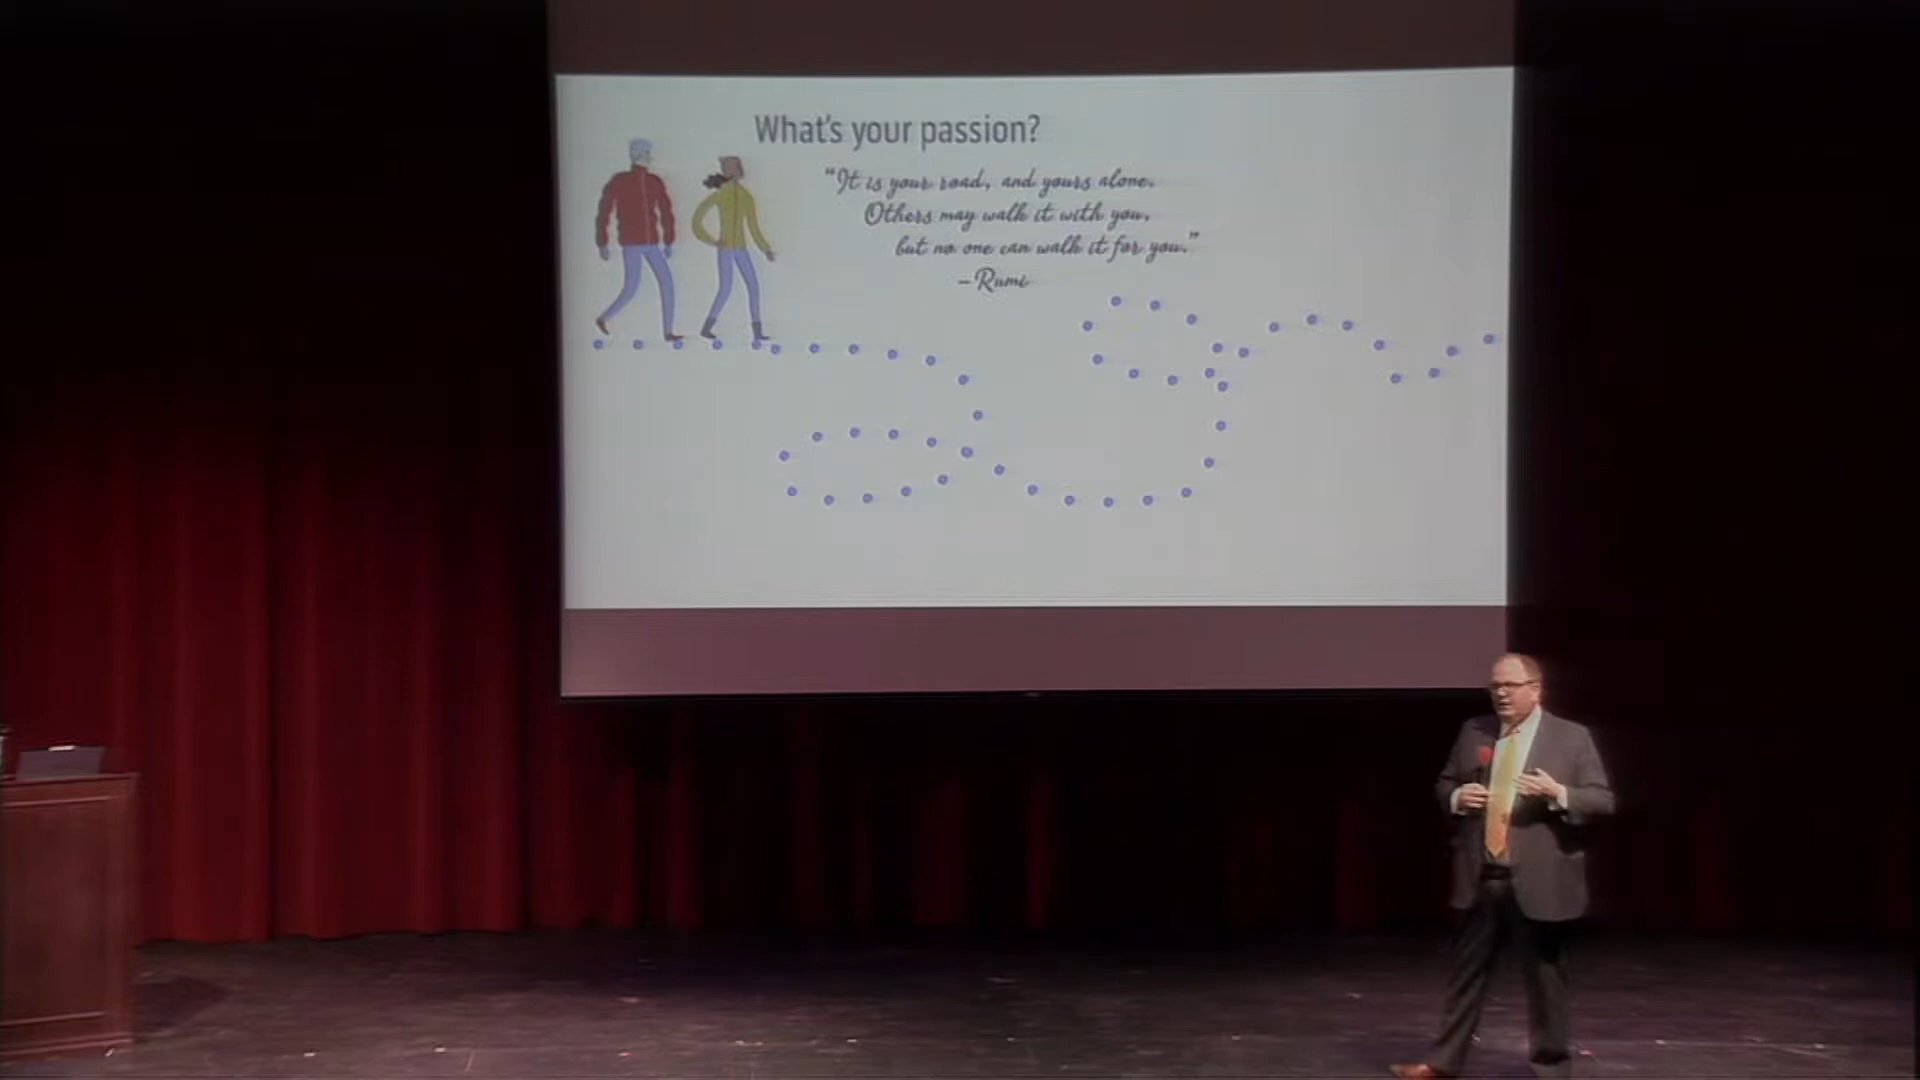 What's your passion?
“It is your road, and yours alone.
Others may walk it with you,
but no one can walk it for you.”
– Rumi